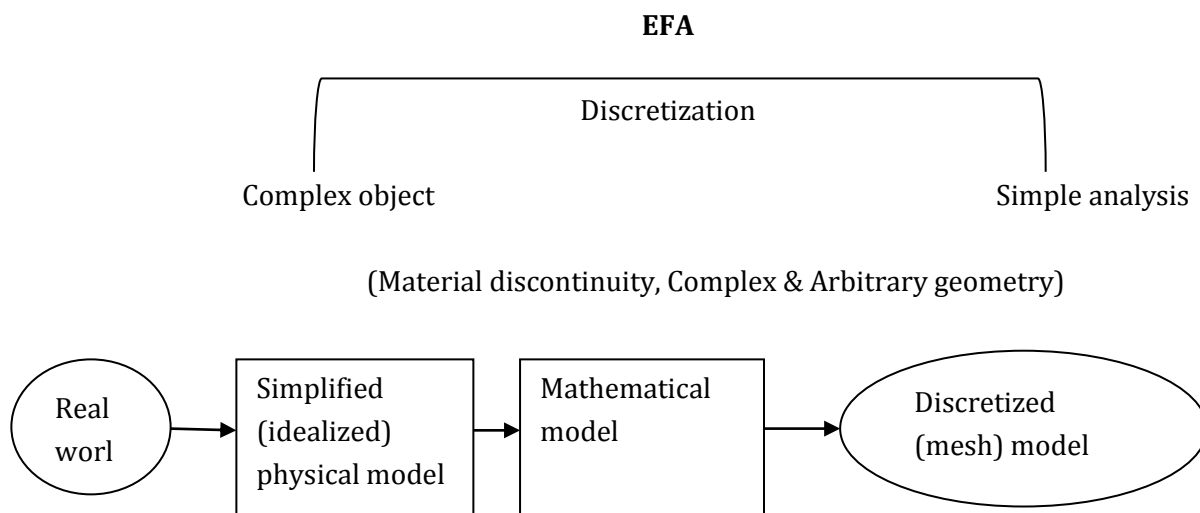 EFA
Discretization
Complex object
Simple analysis
(Material discontinuity, Complex & Arbitrary geometry)
Real
worl
Simplified
(idealized)
physical model
Mathematical
model
Discretized
(mesh) model